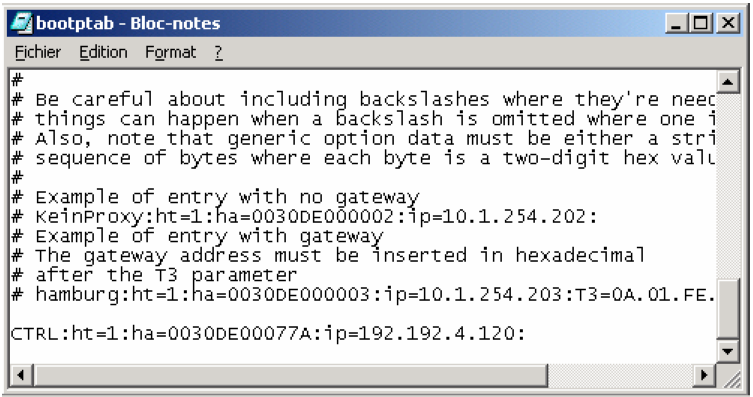 bootptab - Bloc-notes
Fichier Edition Format ?
#
# Be careful about including backslashes where they're need
# things can happen when a backslash is omitted where one i
# Also, note that generic option data must be either a stri
# sequence of bytes where each byte is a two-digit hex valu
#
# Example of entry with no gateway
# KeinProxy:ht=1:ha=0030DE000002:ip=10.1.254.202:
# Example of entry with gateway
# The gateway address must be inserted in hexadecimal
# after the T3 parameter
# hamburg:ht=1:ha=0030DE000003:ip=10.1.254.203:T3=0A.01.FE.
CTRL:ht=1:ha=0030DE00077A:ip=192.192.4.120: